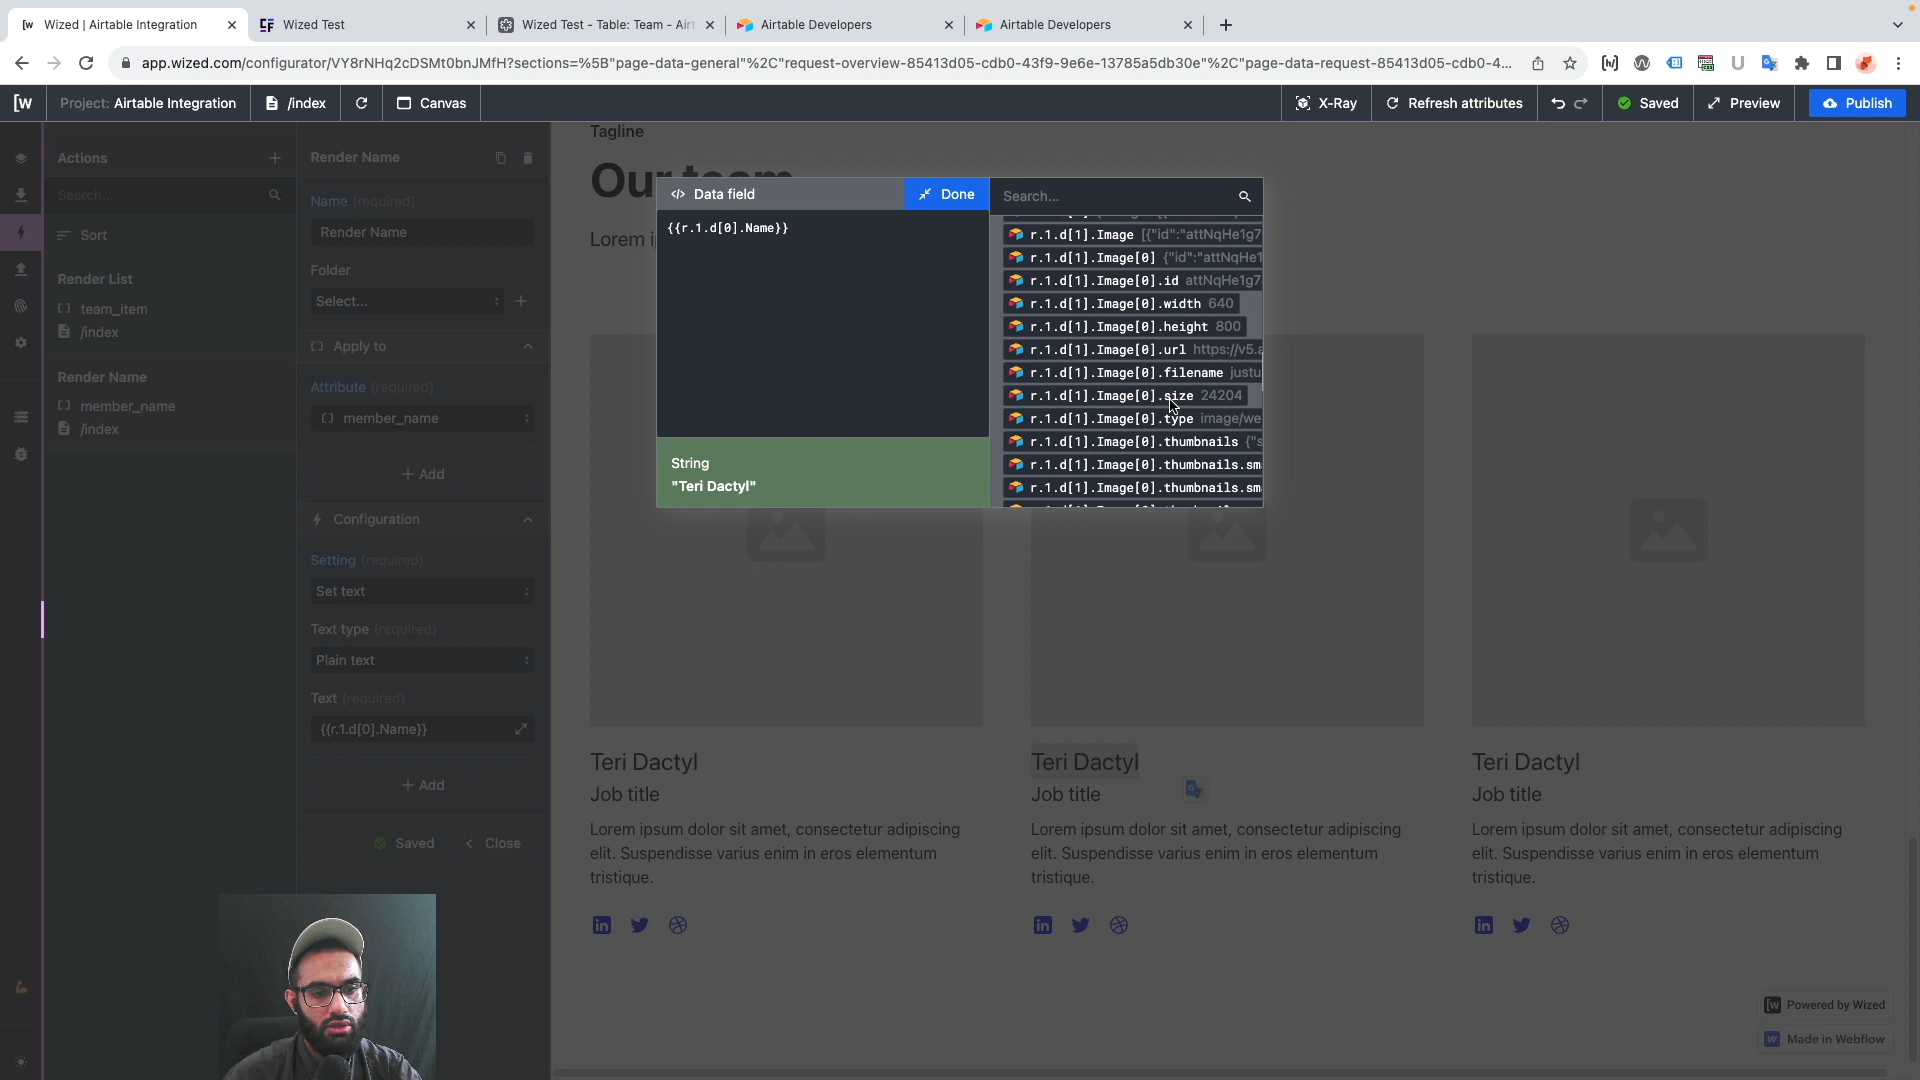 Wized | Airtable Integration
Wized Test
Wized Test - Table: Team - Airt
Airtable Developers
Airtable Developers
app.wized.com/configurator/VY8rNHq2cDSMt0bnJMfH?sections=%5B"page-data-general"%2C"request-overview-85413d05-cdb0-43f9-9e6e-13785a5db30e"%2C"page-data-request-85413d05-cdb0-4...
Project: Airtable Integration
/index
Canvas
X-Ray
Refresh attributes
Saved
Preview
Publish
Actions
Search...
Sort
Render List
team_item
/index
Render Name
member_name
/index
Render Name
Name (required)
Render Name
Folder
Select...
Apply to
Attribute (required)
member_name
+ Add
Configuration
Setting (required)
Set text
Text type (required)
Plain text
Text (required)
{{r.1.d[0].Name}}
+ Add
Saved
Close
Tagline
Our team
Lorem i
</> Data field
Done
{{r.1.d[0].Name}}
String
"Teri Dactyl"
Search...
r.1.d[1].Image [{"id":"attNqHe1g7
r.1.d[1].Image[0] {"id":"attNqHe1
r.1.d[1].Image[0].id attNqHe1g7
r.1.d[1].Image[0].width 640
r.1.d[1].Image[0].height 800
r.1.d[1].Image[0].url https://v5.a
r.1.d[1].Image[0].filename justu
r.1.d[1].Image[0].size 24204
r.1.d[1].Image[0].type image/we
r.1.d[1].Image[0].thumbnails {"s
r.1.d[1].Image[0].thumbnails.sm
r.1.d[1].Image[0].thumbnails.sm
Teri Dactyl
Job title
Lorem ipsum dolor sit amet, consectetur adipiscing
elit. Suspendisse varius enim in eros elementum
tristique.
Teri Dactyl
Job title
Lorem ipsum dolor sit amet, consectetur adipiscing
elit. Suspendisse varius enim in eros elementum
tristique.
Teri Dactyl
Job title
Lorem ipsum dolor sit amet, consectetur adipiscing
elit. Suspendisse varius enim in eros elementum
tristique.
Powered by Wized
Made in Webflow